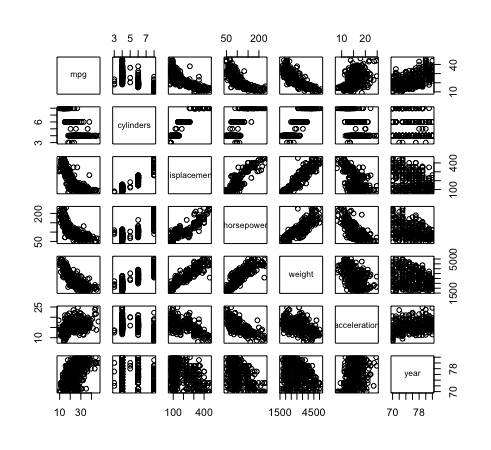 3 5 7
50 200
10 20
mpg
10 40
3 6
cylinders
isplacemen
100 400
50 200
horsepower
weight
1500 5000
10 25
acceleration
year
70 78
10 30
100 400
1500 4500
70 78